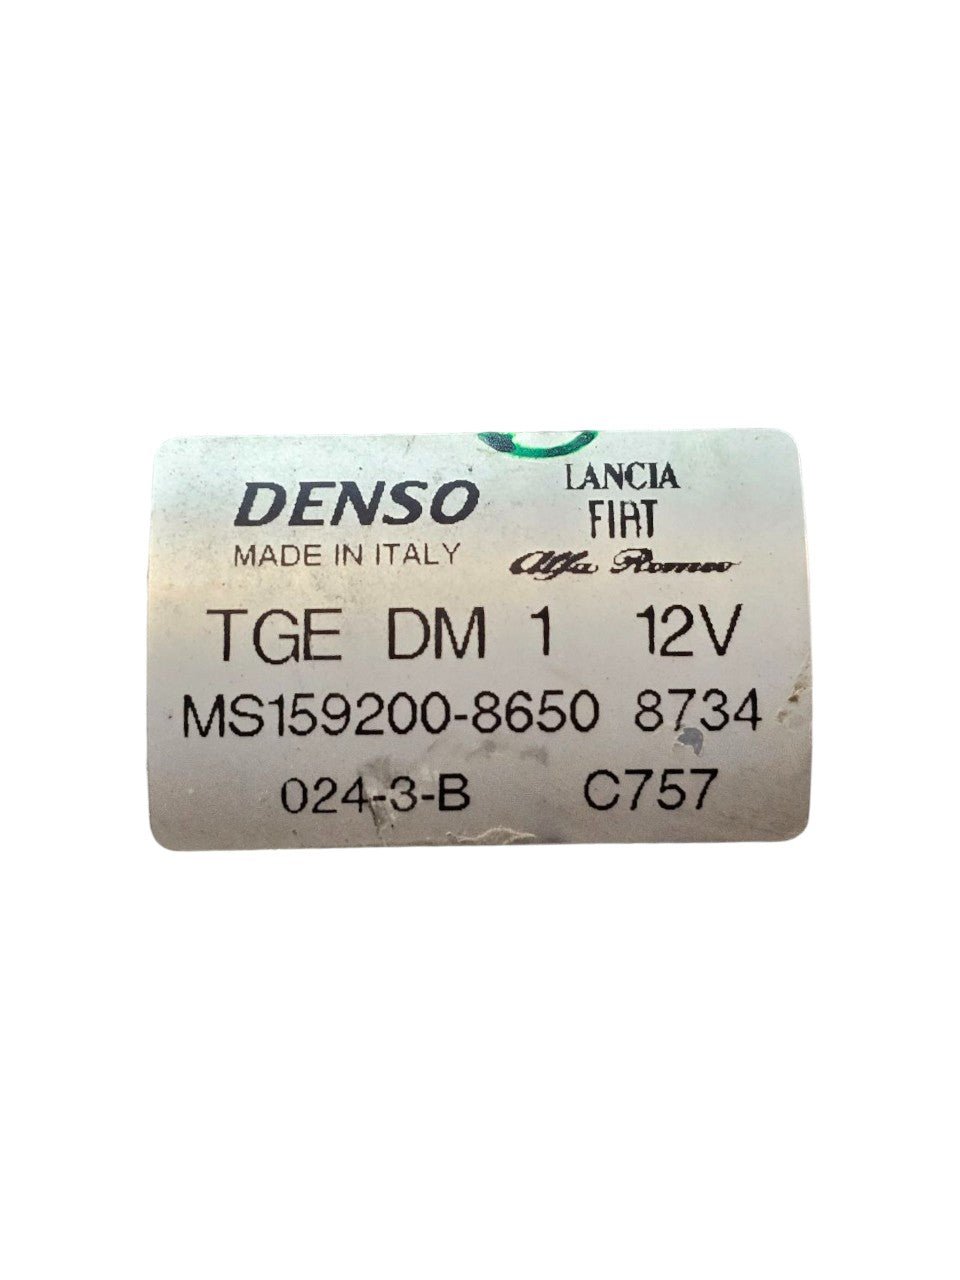 DENSO
MADE IN ITALY
LANCIA
FIAT
Alfa Romeo
TGE DM 1 12V
MS159200-8650 8734
024-3-B C757